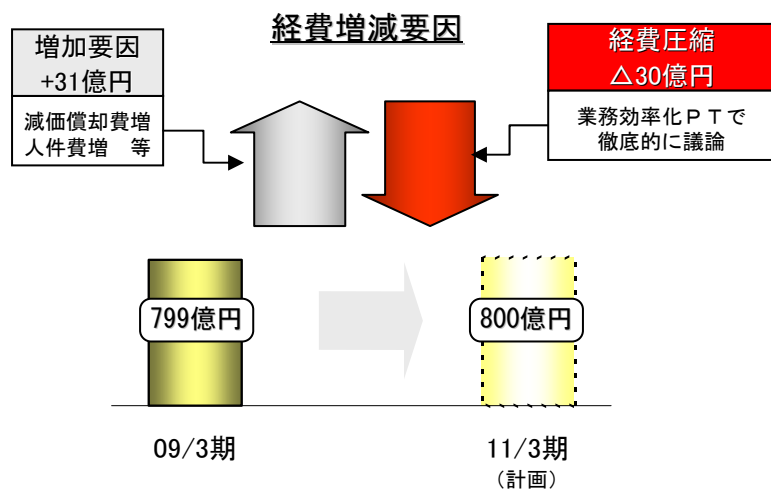 経費増減要因
増加要因
+31億円
減価償却費増
人件費増　等
経費圧縮
△30億円
業務効率化ＰＴで
徹底的に議論
799億円
800億円
09/3期
11/3期
（計画）